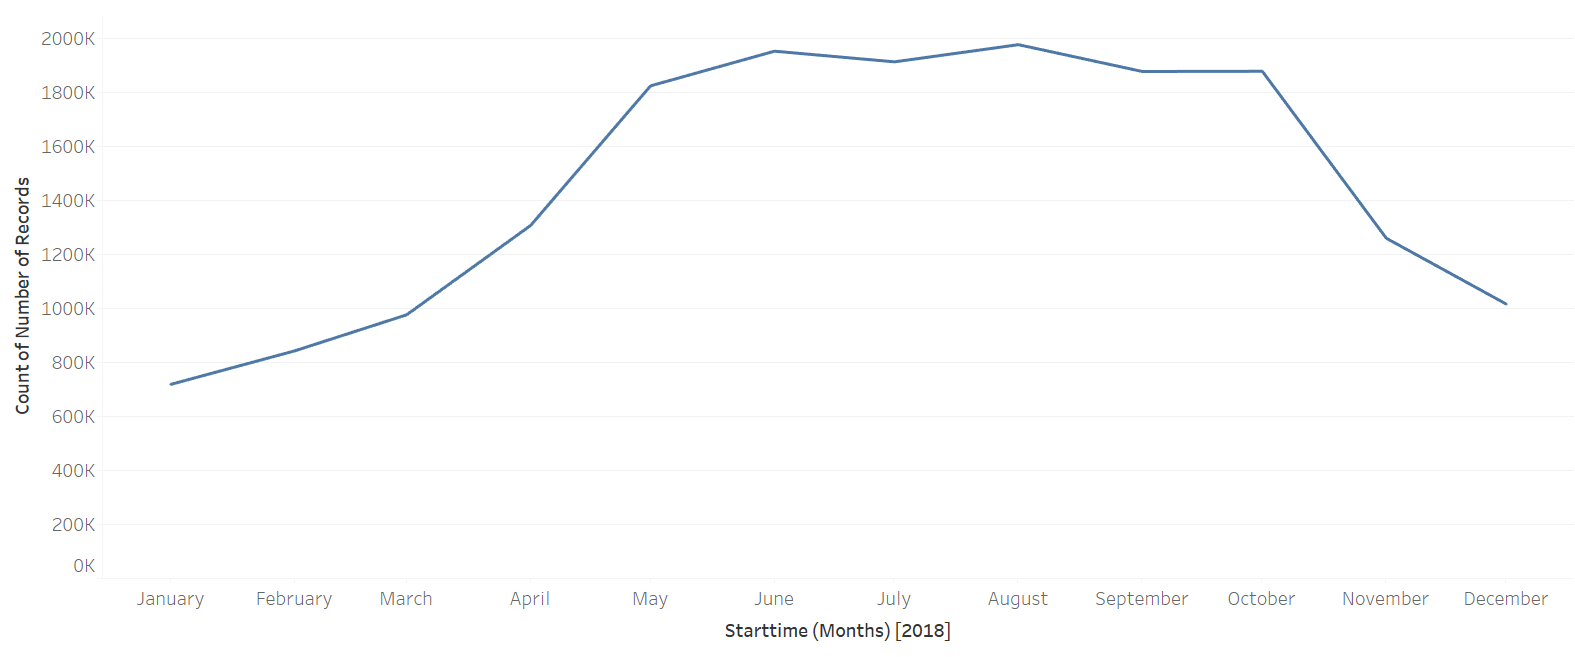 2000K
1800K
1600K
1400K
1200K
1000K
800K
600K
400K
200K
0K
Count of Number of Records
January February March April May June July August September October November December
Starttime (Months) [2018]